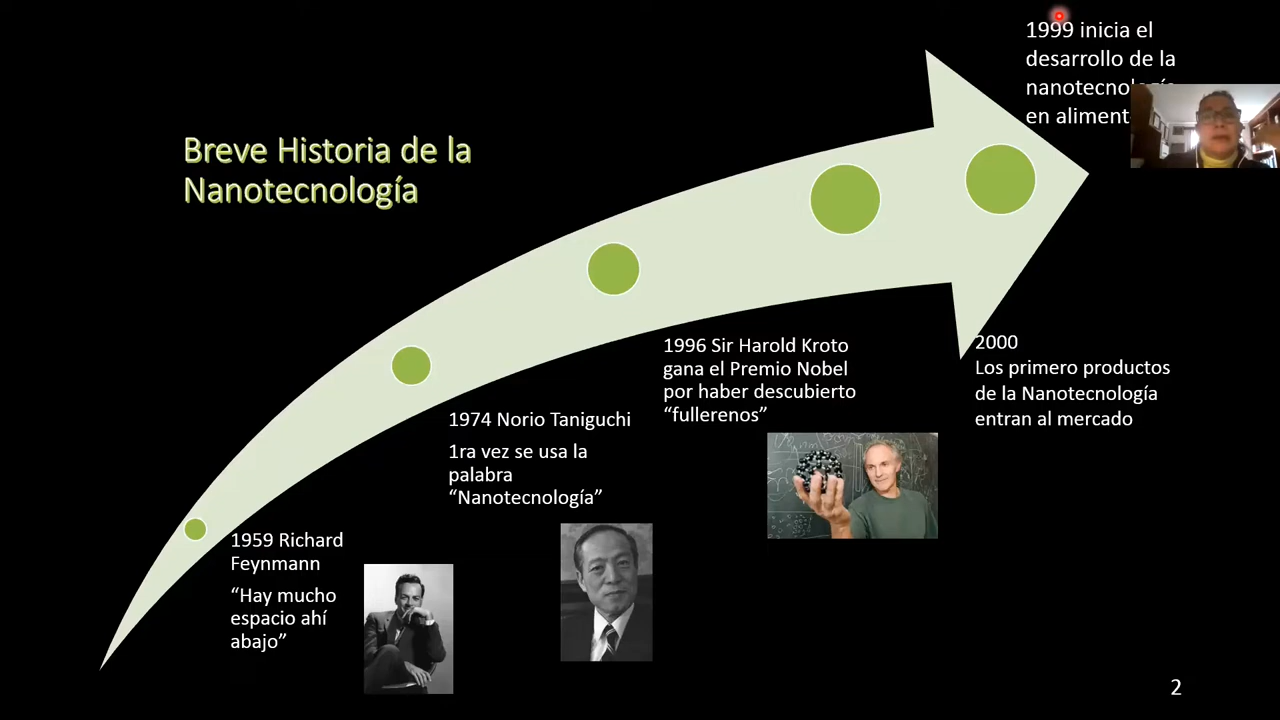 Breve Historia de la
Nanotecnología
1959 Richard
Feynmann
“Hay mucho
espacio ahí
abajo”
1974 Norio Taniguchi
1ra vez se usa la
palabra
“Nanotecnología”
1996 Sir Harold Kroto
gana el Premio Nobel
por haber descubierto
“fullerenos”
1999 inicia el
desarrollo de la
en
2000
Los primero productos
de la Nanotecnología
entran al mercado
2